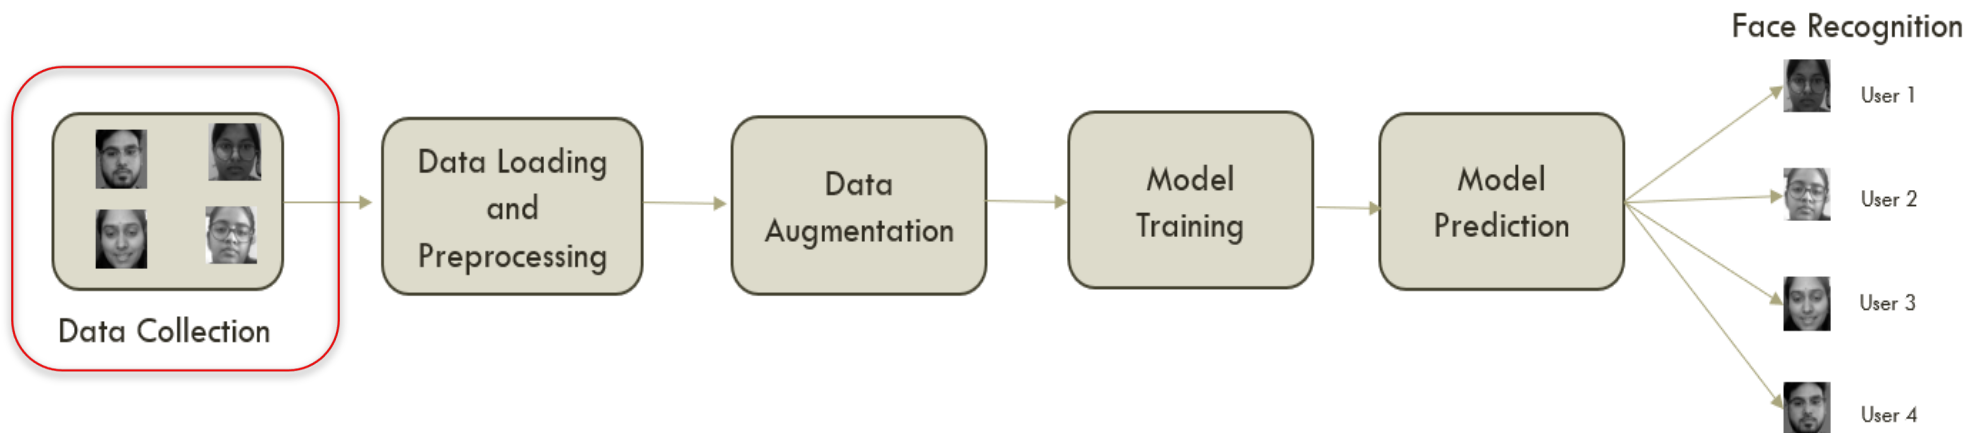 Face Recognition
Data Collection
Data Loading
and
Preprocessing
Data
Augmentation
Model
Training
Model
Prediction
User 1
User 2
User 3
User 4